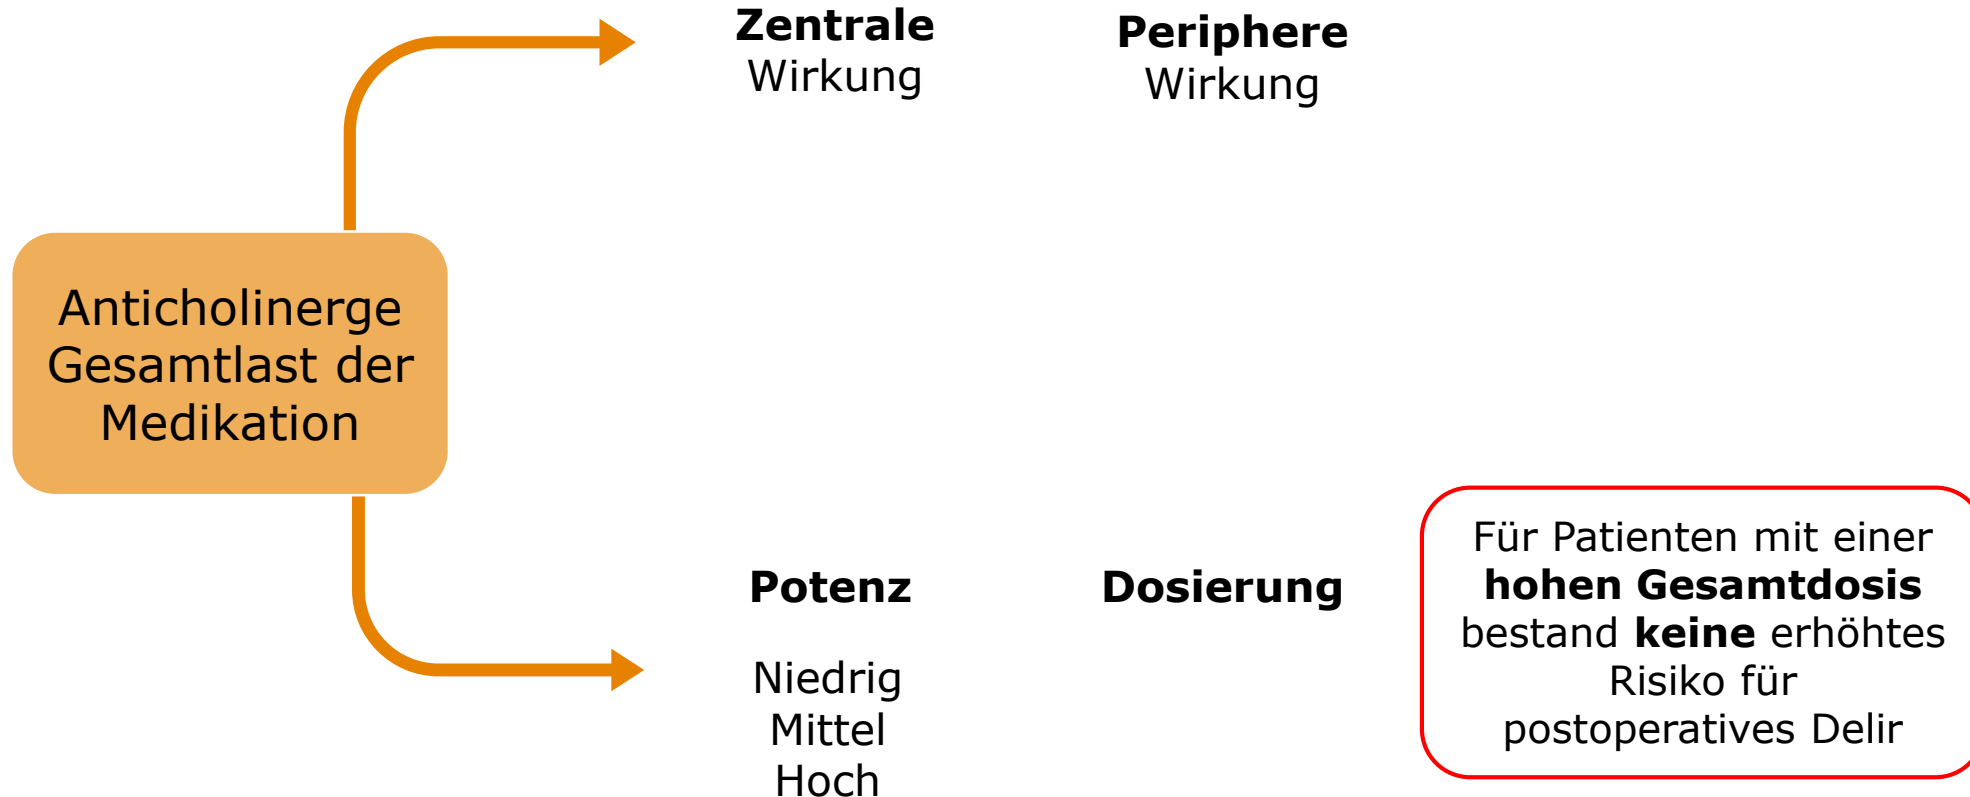 Zentrale
Wirkung
Periphere
Wirkung
Anticholinerge
Gesamtlast der
Medikation
Potenz
Niedrig
Mittel
Hoch
Dosierung
Für Patienten mit einer
hohen Gesamtdosis
bestand keine erhöhtes
Risiko für
postoperatives Delir